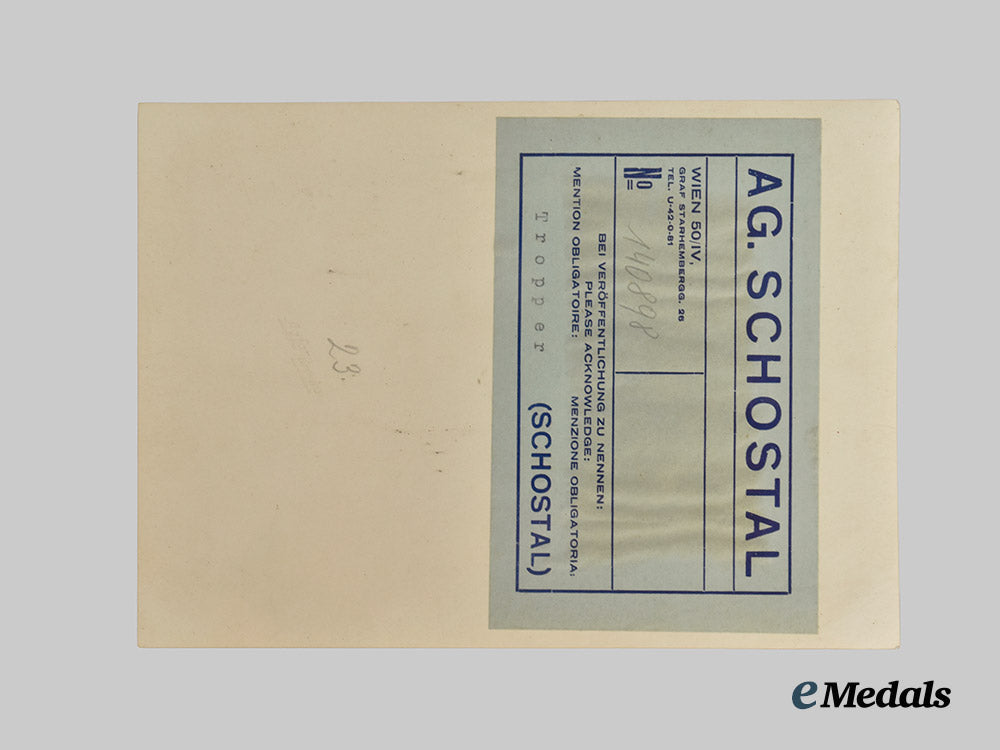 AG. SCHOSTAL
WIEN 50/IV,
GRAF STARHEMBERGG. 26
TEL. U-42-0-81
No 140898
BEI VERÖFFENTLICHUNG ZU NENNEN:
PLEASE ACKNOWLEDGE:
MENTION OBLIGATOIRE: MENZIONE OBLIGATORIA:
Tropper (SCHOSTAL)
23.
eMedals